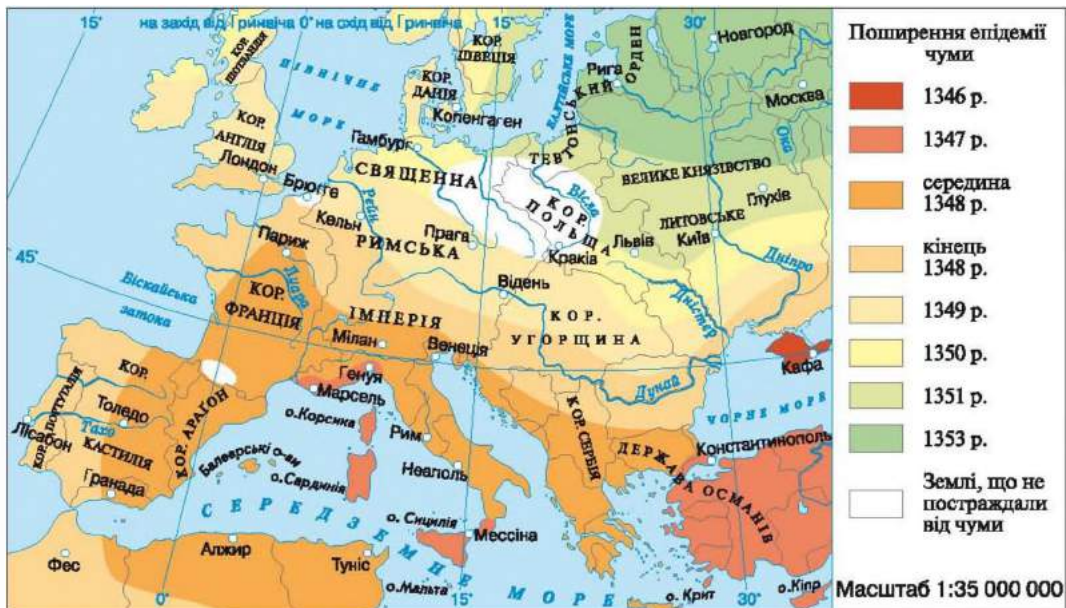 на захід від Гринвіча 0° на схід від Гринвіча
15°
30°
КОР.
ШОТЛАНДІЯ
ПІВНІЧНЕ
МОРЕ
КОР.
ШВЕЦІЯ
КОР.
ДАНІЯ
Копенгаген
БАЛТІЙСЬКЕ МОРЕ
Рига
ТЕВТОНСЬКИЙ ОРДЕН
Новгород
Москва
Ока
КОР.
АНГЛІЯ
Лондон
Гамбург
Брюгге
СВЯЩЕННА
РИМСЬКА
ІМПЕРІЯ
Рейн
Кельн
Прага
Вісла
КОР.
ПОЛЬЩА
Краків
ВЕЛИКЕ КНЯЗІВСТВО
ЛИТОВСЬКЕ
Глухів
Львів
Київ
Дніпро
Дністер
Париж
45°
Біскайська
затока
Луара
КОР.
ФРАНЦІЯ
Відень
КОР.
УГОРЩИНА
Мілан
Венеція
Генуя
Марсель
Дунай
Кафа
45°
ЧОРНЕ МОРЕ
КОР. ПОРТУГАЛІЯ
Лісабон
Тахо
КОР.
Толедо
КАСТИЛІЯ
Гранада
КОР. АРАГОН
Балеарські о-ви
о. Корсика
о. Сардинія
Рим
Неаполь
КОР. СЕРБІЯ
ДЕРЖАВА ОСМАНІВ
Константинополь
СЕРЕДЗЕМНЕ МОРЕ
о. Сицилія
Мессіна
Фес
Алжир
Туніс
о. Мальта
о. Крит
о. Кіпр
0°
15°
30°
Поширення епідемії
чуми
1346 р.
1347 р.
середина
1348 р.
кінець
1348 р.
1349 р.
1350 р.
1351 р.
1353 р.
Землі, що не
постраждали
від чуми
Масштаб 1:35 000 000